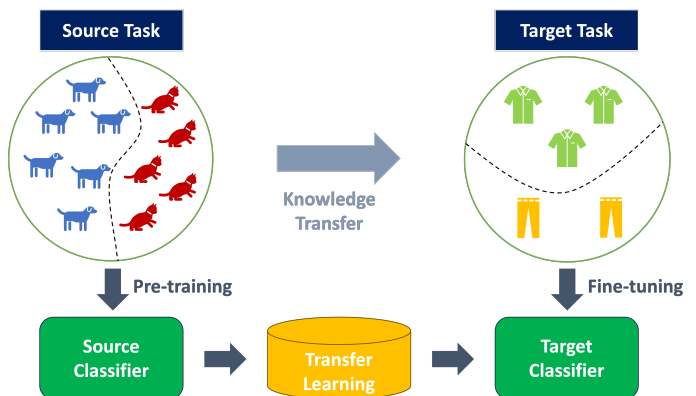 Source Task
Target Task
Knowledge
Transfer
Pre-training
Fine-tuning
Source
Classifier
Transfer
Learning
Target
Classifier